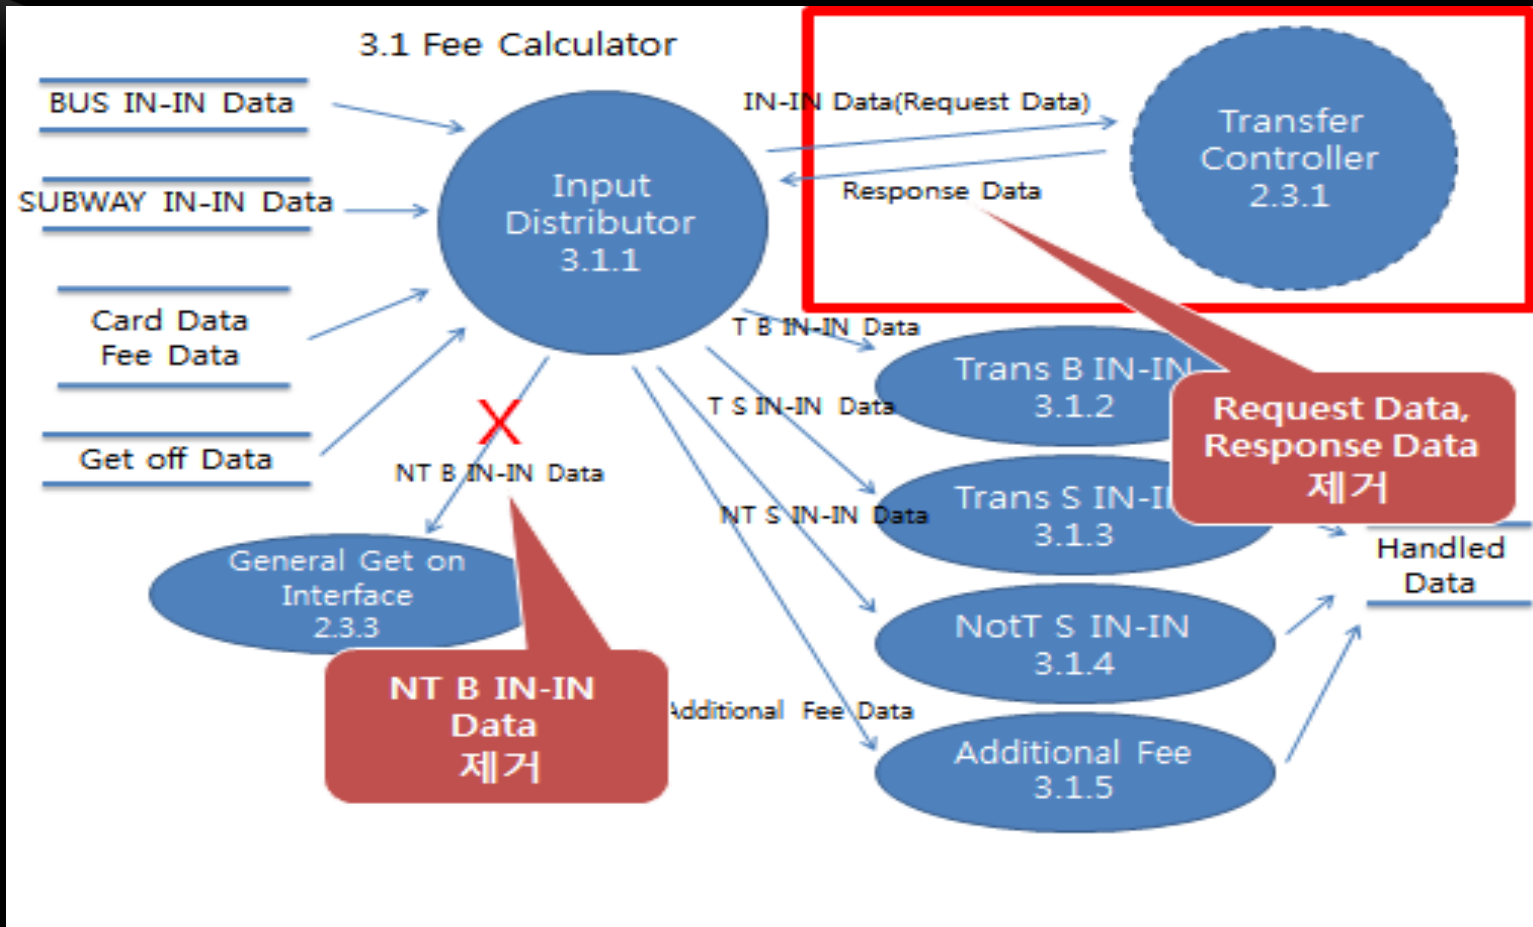 3.1 Fee Calculator
BUS IN-IN Data
SUBWAY IN-IN Data
Card Data
Fee Data
Get off Data
Input
Distributor
3.1.1
IN-IN Data(Request Data)
Response Data
Transfer
Controller
2.3.1
T B IN-IN Data
T S IN-IN Data
NT S IN-IN Data
NT B IN-IN Data
Additional Fee Data
Trans B IN-IN
3.1.2
Trans S IN-IN
3.1.3
NotT S IN-IN
3.1.4
Additional Fee
3.1.5
Request Data,
Response Data
제거
Handled
Data
General Get on
Interface
2.3.3
NT B IN-IN
Data
제거